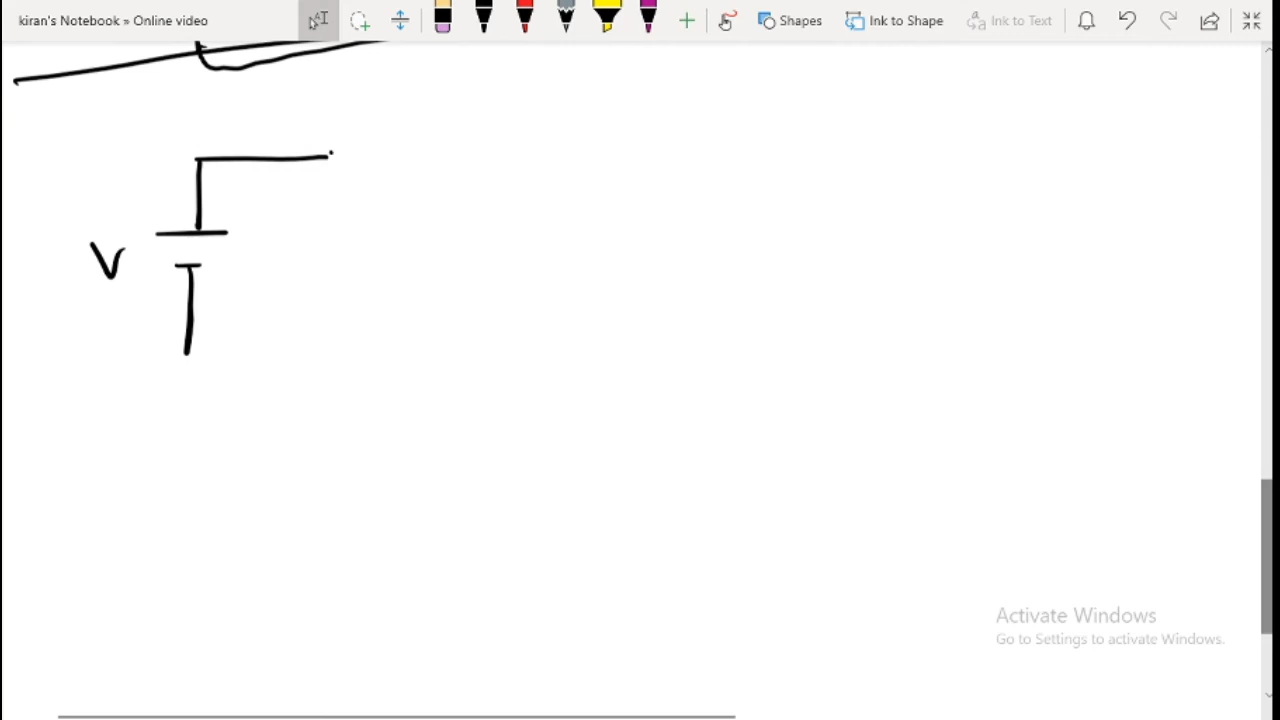 kiran's Notebook » Online video
Shapes
Ink to Shape
Ink to Text
V
Activate Windows
Go to Settings to activate Windows.